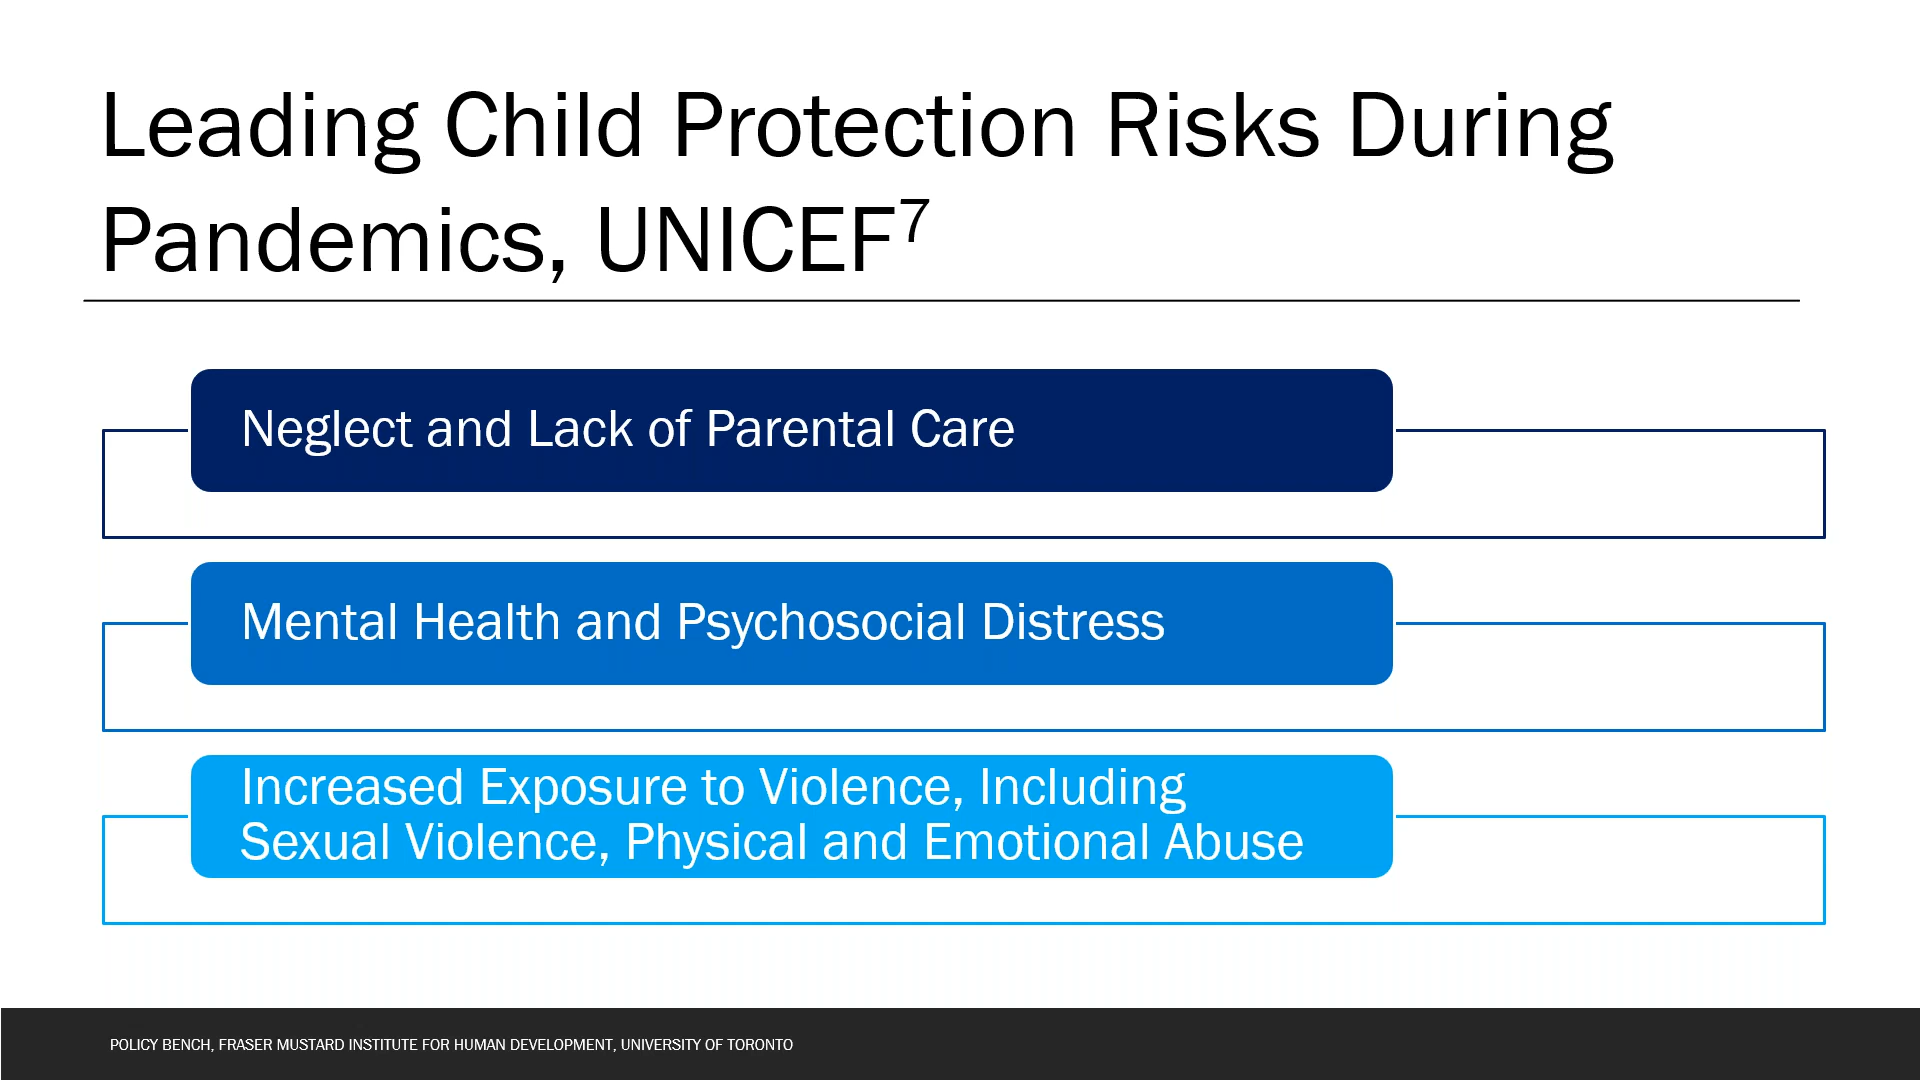 Leading Child Protection Risks During
Pandemics, UNICEF⁷
Neglect and Lack of Parental Care
Mental Health and Psychosocial Distress
Increased Exposure to Violence, Including
Sexual Violence, Physical and Emotional Abuse
POLICY BENCH, FRASER MUSTARD INSTITUTE FOR HUMAN DEVELOPMENT, UNIVERSITY OF TORONTO